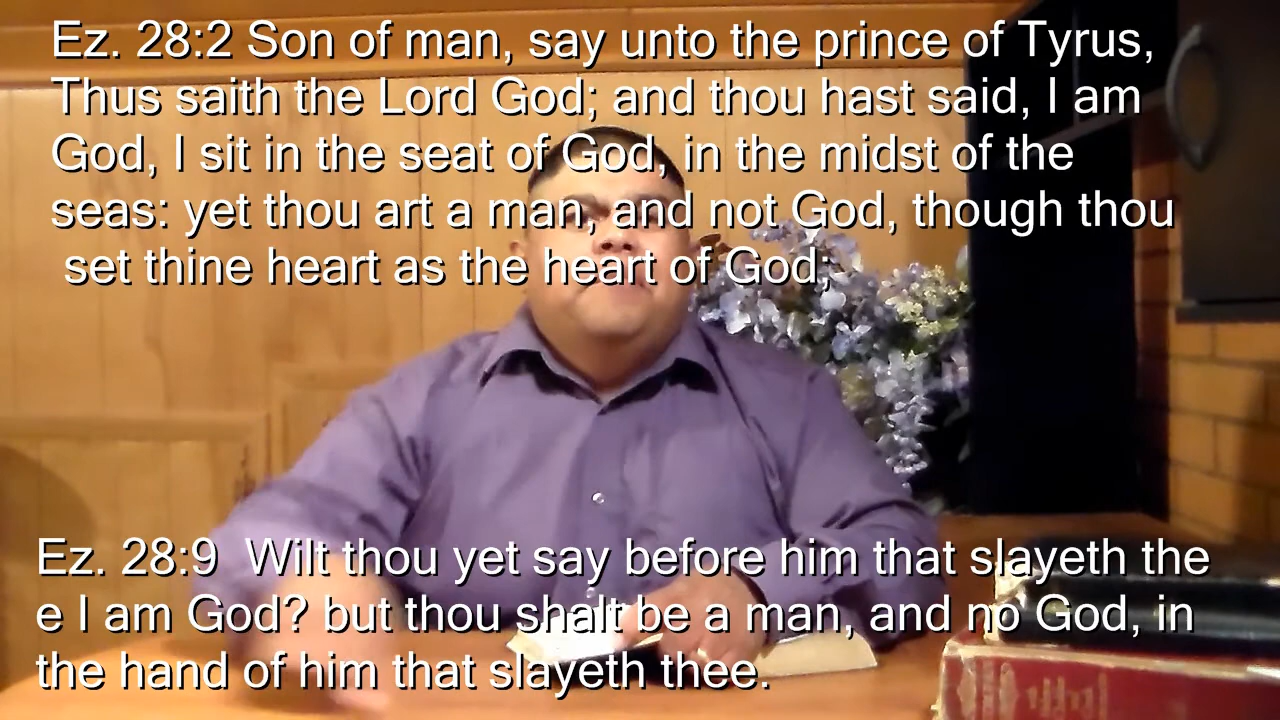 Ez. 28:2 Son of man, say unto the prince of Tyrus,
Thus saith the Lord God; and thou hast said, I am
God, I sit in the seat of God, in the midst of the
seas: yet thou art a man, and not God, though thou
set thine heart as the heart of God;
Ez. 28:9 Wilt thou yet say before him that slayeth the
e I am God? but thou shalt be a man, and no God, in
the hand of him that slayeth thee.